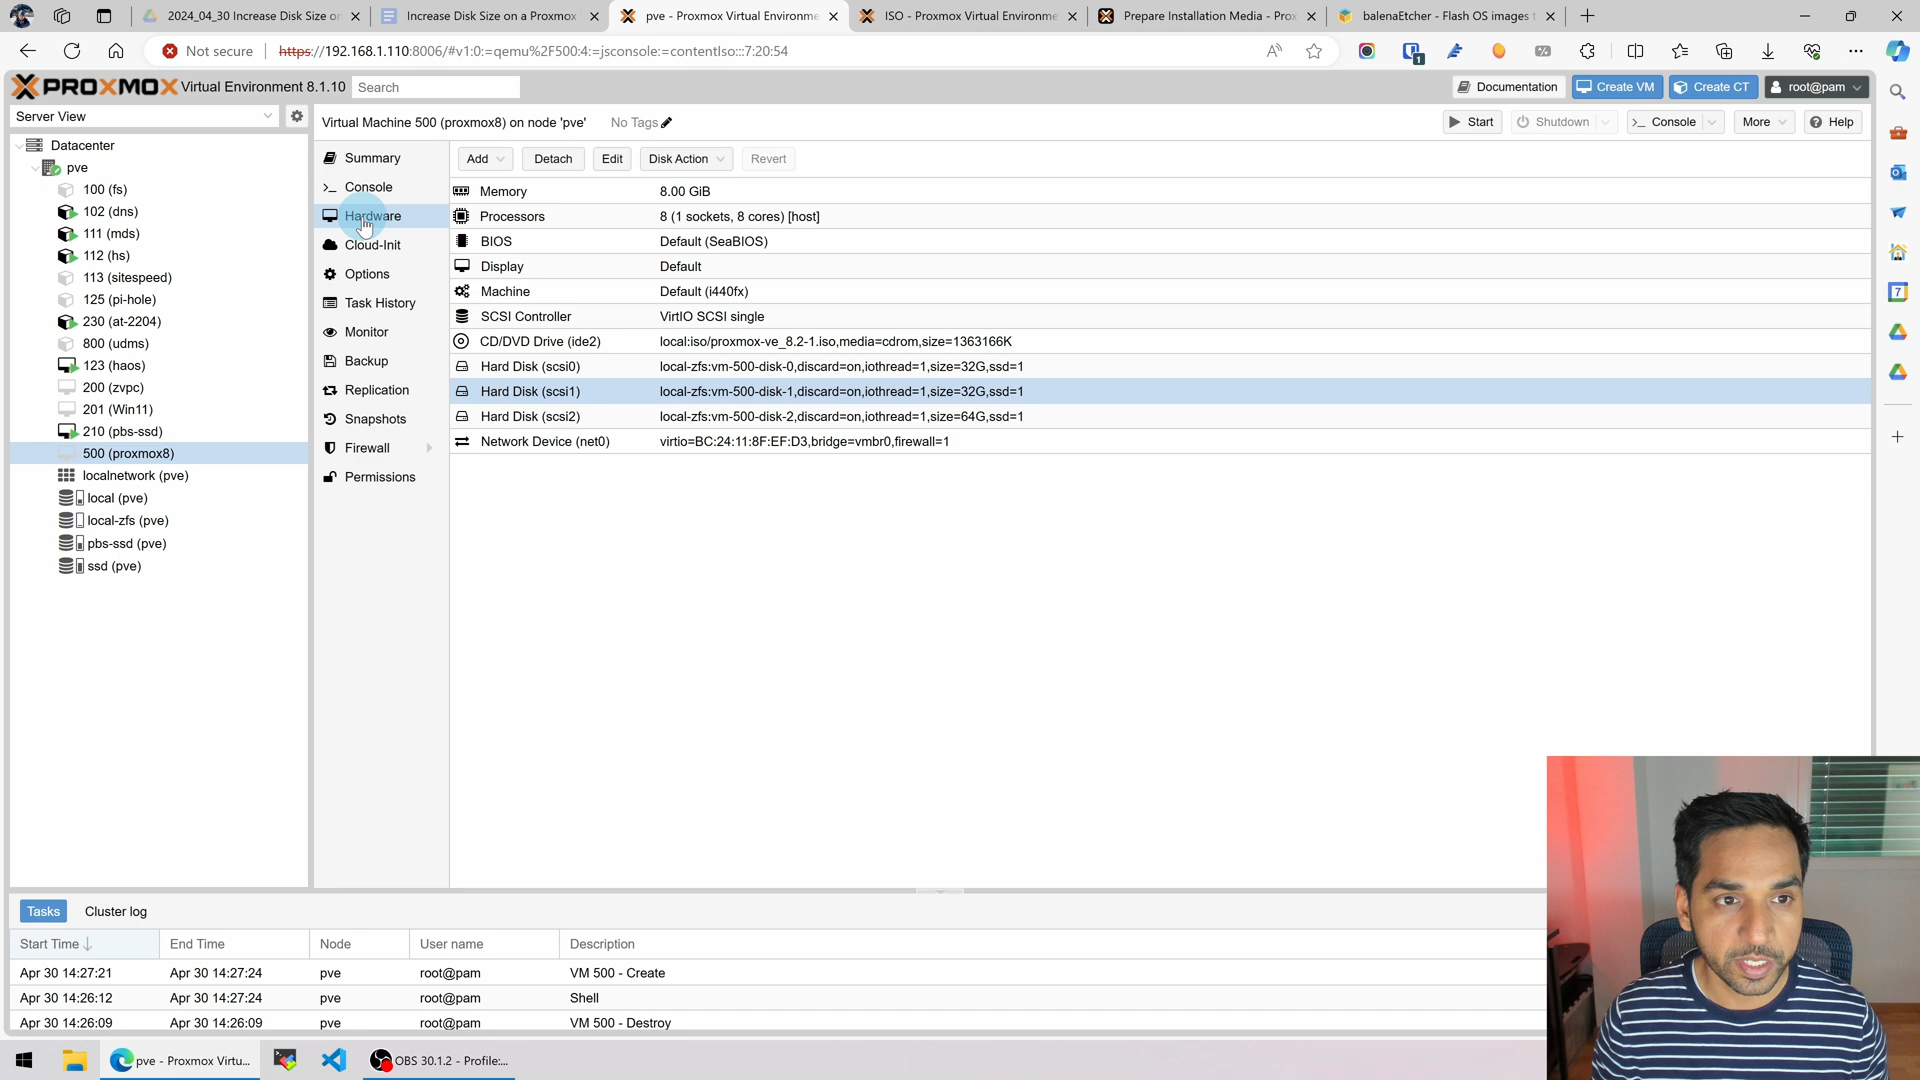 2024_04_30 Increase Disk Size on
Increase Disk Size on a Proxmox
pve - Proxmox Virtual Environme
ISO - Proxmox Virtual Environme
Prepare Installation Media - Prox
balenaEtcher - Flash OS images t
Not secure
https://192.168.1.110:8006/#v1:0:=qemu%2F500:4:=jsconsole:=contentIso:::7:20:54
1
PROXMOX Virtual Environment 8.1.10
Search
Documentation
Create VM
Create CT
root@pam
Server View
Virtual Machine 500 (proxmox8) on node 'pve'
No Tags
Start
Shutdown
Console
More
Help
Datacenter
pve
100 (fs)
102 (dns)
111 (mds)
112 (hs)
113 (sitespeed)
125 (pi-hole)
230 (at-2204)
800 (udms)
123 (haos)
200 (zvpc)
201 (Win11)
210 (pbs-ssd)
500 (proxmox8)
localnetwork (pve)
local (pve)
local-zfs (pve)
pbs-ssd (pve)
ssd (pve)
Summary
Console
Hardware
Cloud-Init
Options
Task History
Monitor
Backup
Replication
Snapshots
Firewall
Permissions
Add
Detach
Edit
Disk Action
Revert
Memory 8.00 GiB
Processors 8 (1 sockets, 8 cores) [host]
BIOS Default (SeaBIOS)
Display Default
Machine Default (i440fx)
SCSI Controller VirtIO SCSI single
CD/DVD Drive (ide2) local:iso/proxmox-ve_8.2-1.iso,media=cdrom,size=1363166K
Hard Disk (scsi0) local-zfs:vm-500-disk-0,discard=on,iothread=1,size=32G,ssd=1
Hard Disk (scsi1) local-zfs:vm-500-disk-1,discard=on,iothread=1,size=32G,ssd=1
Hard Disk (scsi2) local-zfs:vm-500-disk-2,discard=on,iothread=1,size=64G,ssd=1
Network Device (net0) virtio=BC:24:11:8F:EF:D3,bridge=vmbr0,firewall=1
7
Tasks
Cluster log
Start Time End Time Node User name Description
Apr 30 14:27:21 Apr 30 14:27:24 pve root@pam VM 500 - Create
Apr 30 14:26:12 Apr 30 14:27:24 pve root@pam Shell
Apr 30 14:26:09 Apr 30 14:26:09 pve root@pam VM 500 - Destroy
pve - Proxmox Virtu...
OBS 30.1.2 - Profile:...